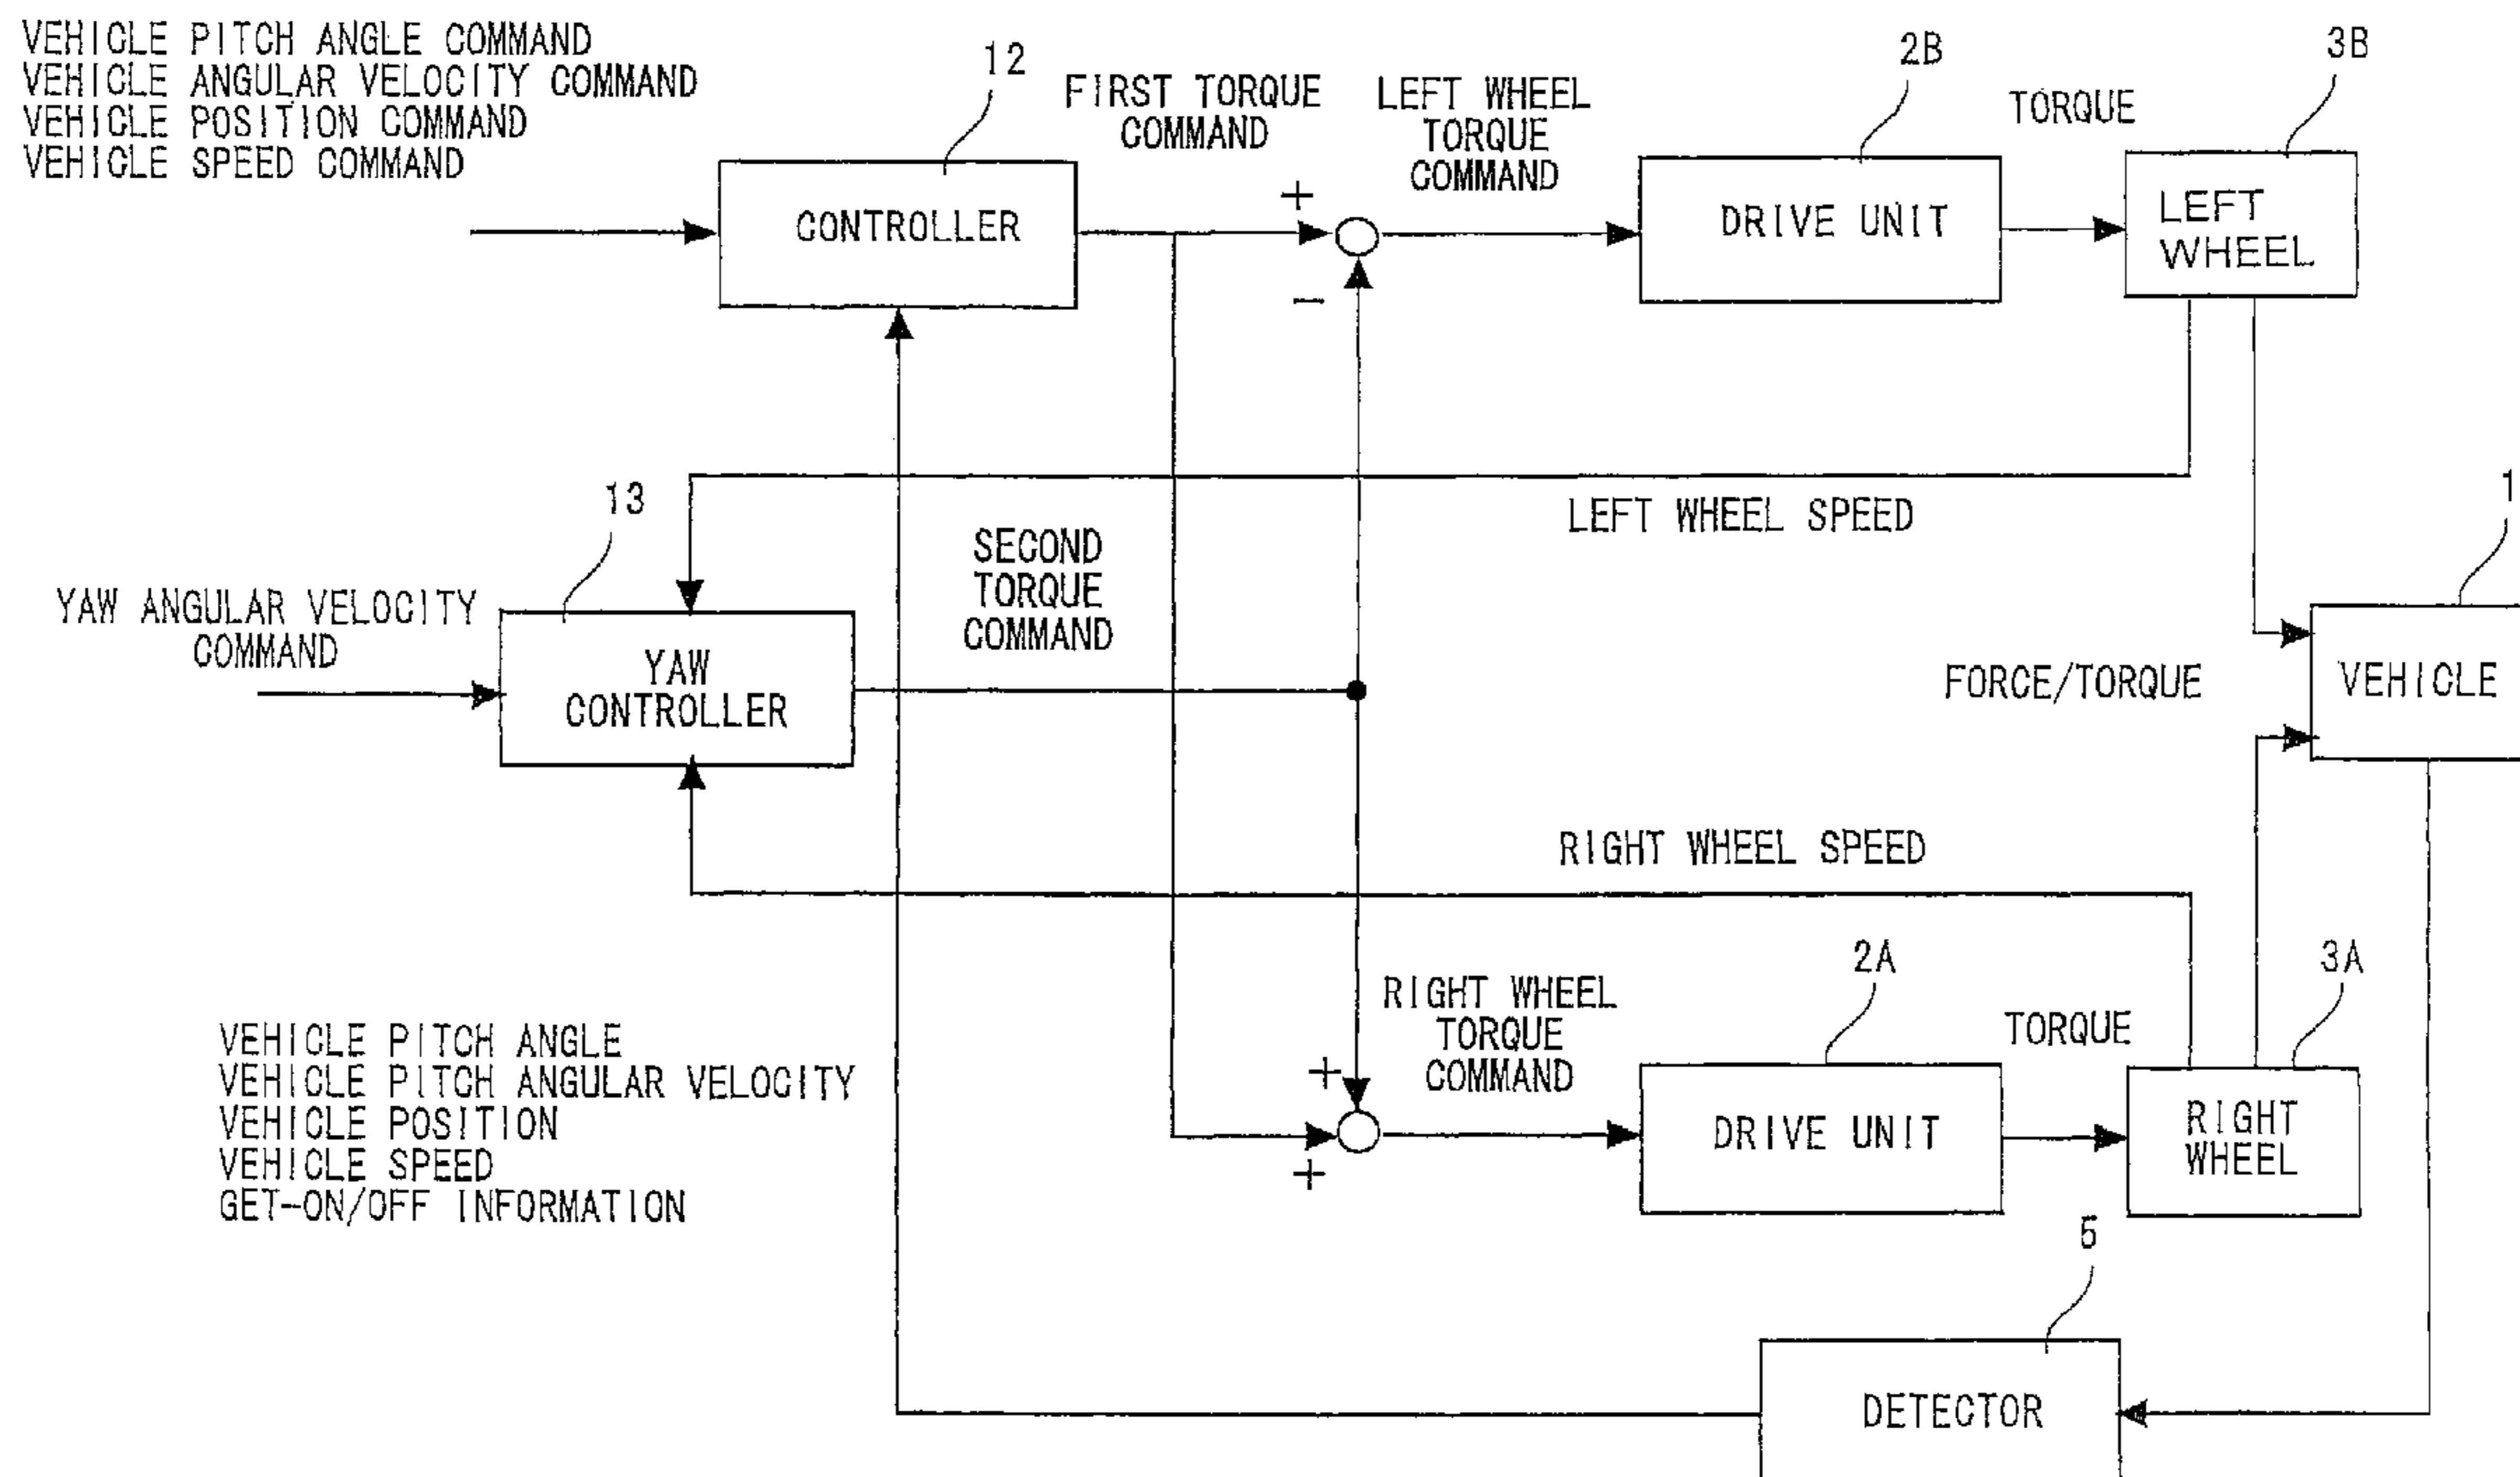 VEHICLE PITCH ANGLE COMMAND
VEHICLE ANGULAR VELOCITY COMMAND
VEHICLE POSITION COMMAND
VEHICLE SPEED COMMAND
12
FIRST TORQUE
COMMAND
LEFT WHEEL
TORQUE
COMMAND
2B
TORQUE
3B
CONTROLLER
+
-
DRIVE UNIT
LEFT
WHEEL
LEFT WHEEL SPEED
13
SECOND
TORQUE
COMMAND
1
YAW ANGULAR VELOCITY
COMMAND
YAW
CONTROLLER
FORCE/TORQUE
VEHICLE
RIGHT WHEEL SPEED
VEHICLE PITCH ANGLE
VEHICLE PITCH ANGULAR VELOCITY
VEHICLE POSITION
VEHICLE SPEED
GET-ON/OFF INFORMATION
RIGHT WHEEL
TORQUE
COMMAND
2A
TORQUE
3A
+
+
DRIVE UNIT
RIGHT
WHEEL
5
DETECTOR